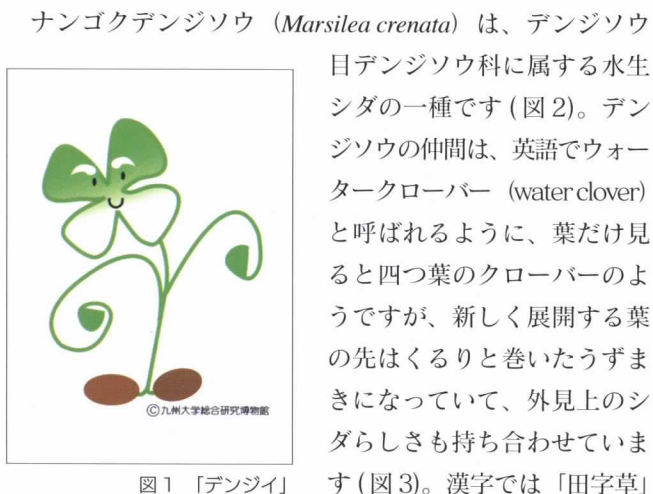 ナンゴクデンジソウ（Marsilea crenata）は、デンジソウ
目デンジソウ科に属する水生
シダの一種です(図2)。デン
ジソウの仲間は、英語でウォー
タークローバー（water clover）
と呼ばれるように、葉だけ見
ると四つ葉のクローバーのよ
うですが、新しく展開する葉
の先はくるりと巻いたうずま
きになっていて、外見上のシ
ダらしさも持ち合わせていま
す(図3)。漢字では「田字草」
©九州大学総合研究博物館
図1　「デンジイ」